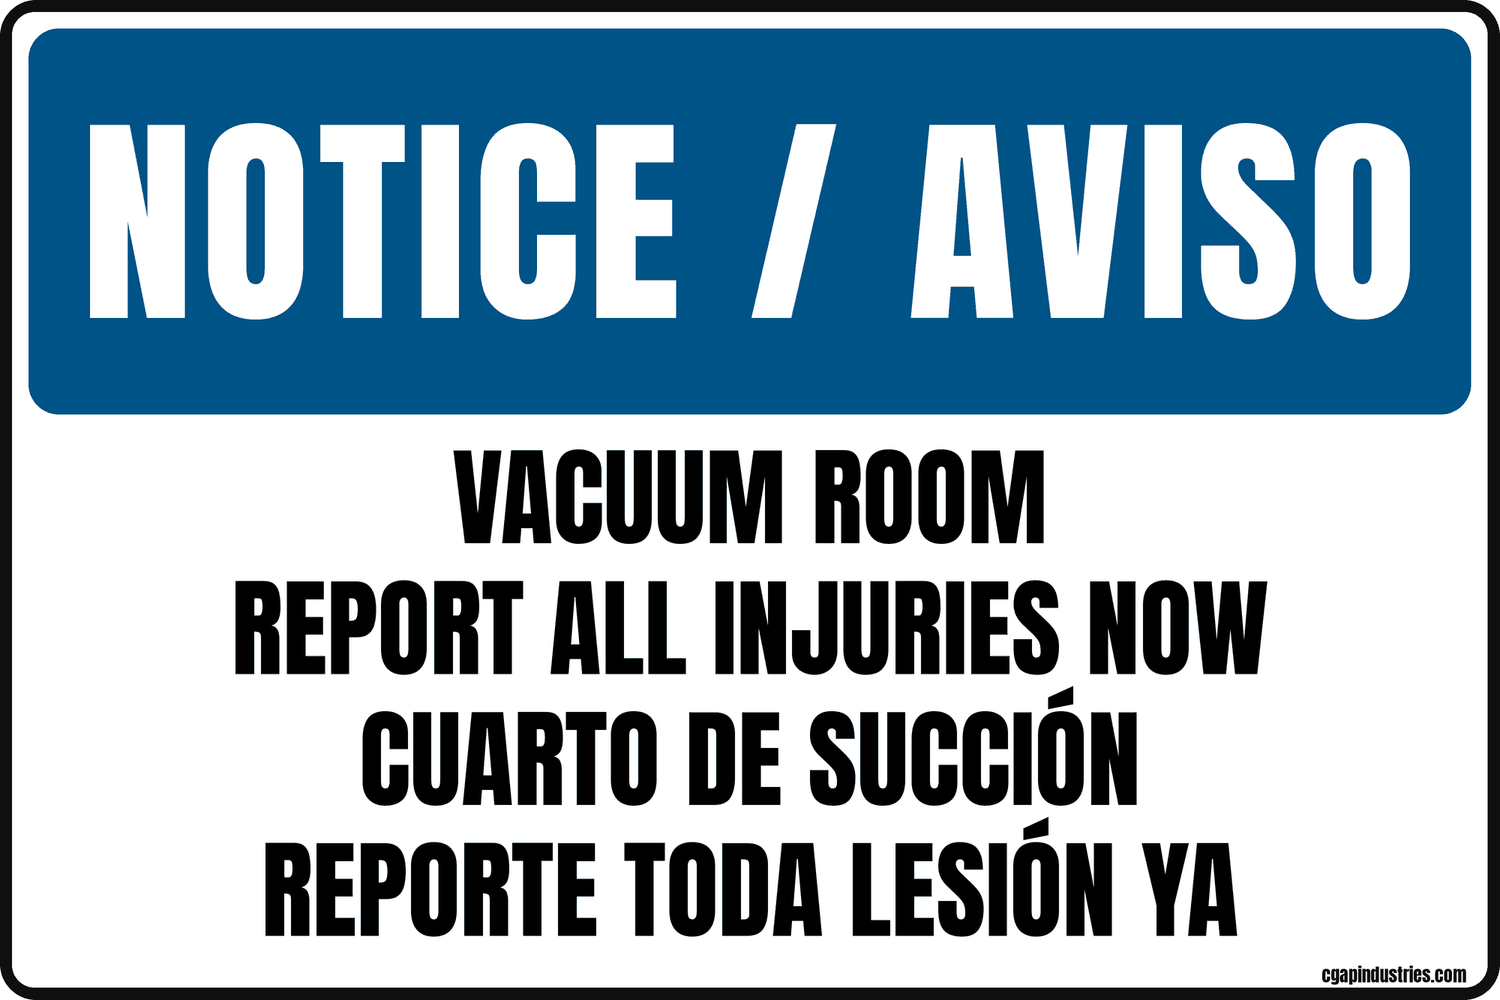 NOTICE / AVISO
VACUUM ROOM
REPORT ALL INJURIES NOW
CUARTO DE SUCCIÓN
REPORTE TODA LESIÓN YA
cgapindustries.com